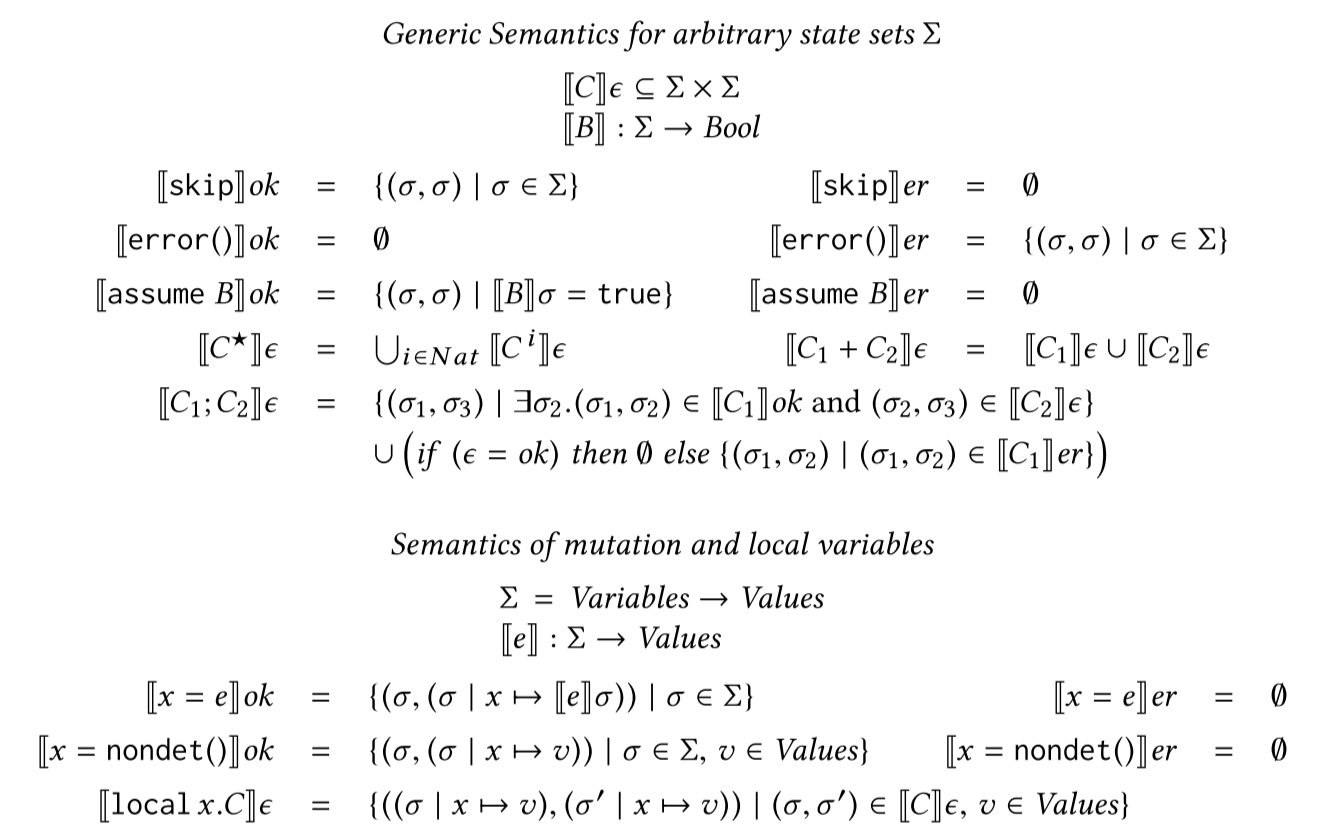 Generic Semantics for arbitrary state sets Σ
⟦C⟧ϵ ⊆ Σ × Σ
⟦B⟧ : Σ → Bool
⟦skip⟧ok = {(σ, σ) | σ ∈ Σ} ⟦skip⟧er = ∅
⟦error()⟧ok = ∅ ⟦error()⟧er = {(σ, σ) | σ ∈ Σ}
⟦assume B⟧ok = {(σ, σ) | ⟦B⟧σ = true} ⟦assume B⟧er = ∅
⟦C★⟧ϵ = ⋃i∈Nat ⟦Cⁱ⟧ϵ ⟦C₁ + C₂⟧ϵ = ⟦C₁⟧ϵ ∪ ⟦C₂⟧ϵ
⟦C₁; C₂⟧ϵ = {(σ₁, σ₃) | ∃σ₂.(σ₁, σ₂) ∈ ⟦C₁⟧ok and (σ₂, σ₃) ∈ ⟦C₂⟧ϵ}
∪ (if (ϵ = ok) then ∅ else {(σ₁, σ₂) | (σ₁, σ₂) ∈ ⟦C₁⟧er})
Semantics of mutation and local variables
Σ = Variables → Values
⟦e⟧ : Σ → Values
⟦x = e⟧ok = {(σ, (σ | x ↦ ⟦e⟧σ)) | σ ∈ Σ} ⟦x = e⟧er = ∅
⟦x = nondet()⟧ok = {(σ, (σ | x ↦ v)) | σ ∈ Σ, v ∈ Values} ⟦x = nondet()⟧er = ∅
⟦local x.C⟧ϵ = {((σ | x ↦ v), (σ′ | x ↦ v)) | (σ, σ′) ∈ ⟦C⟧ϵ, v ∈ Values}